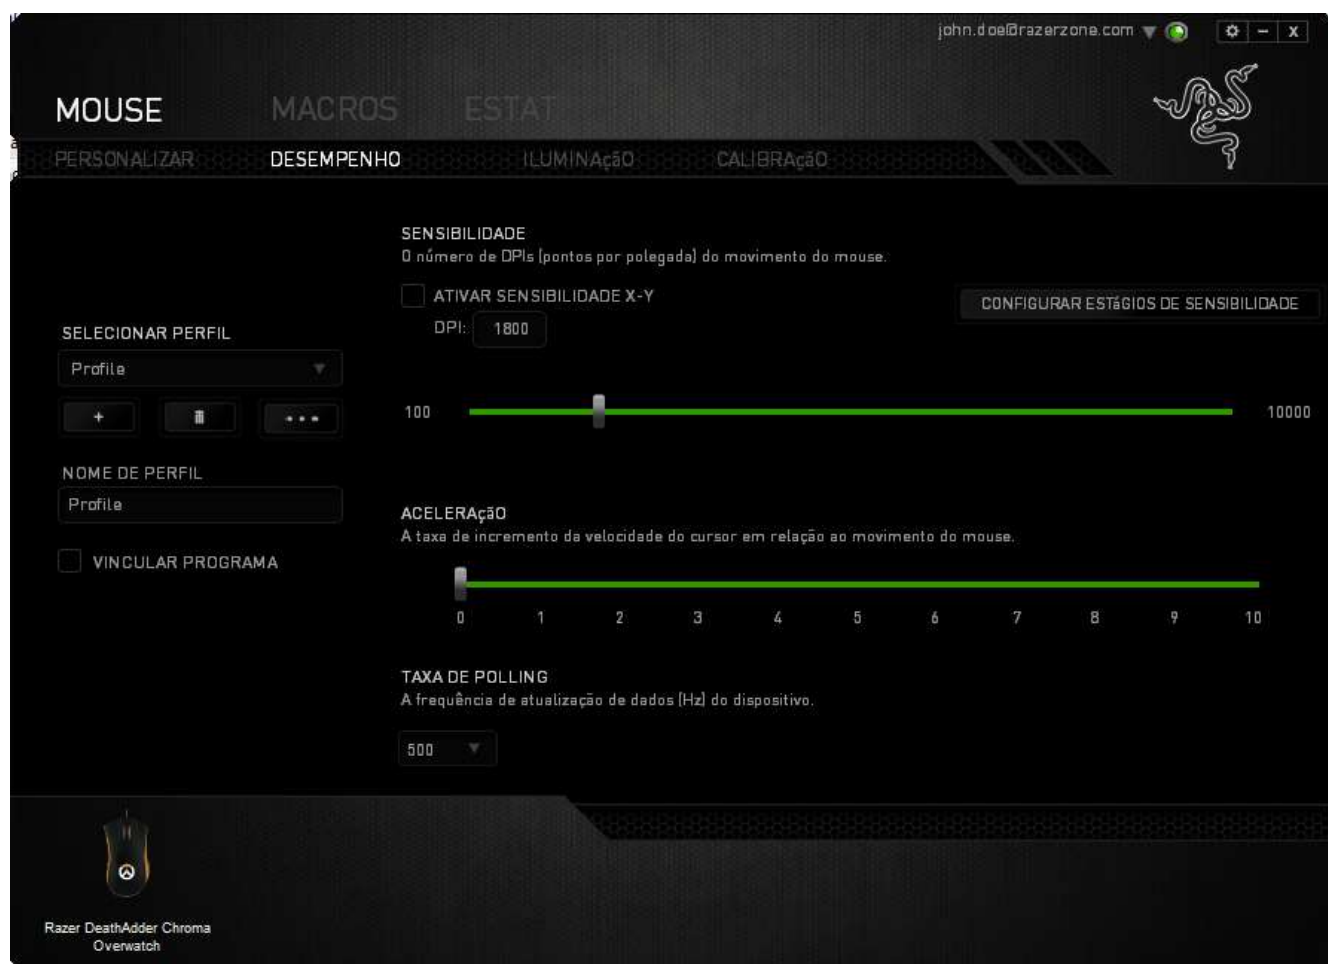 john.doe@razerzone.com
MOUSE MACROS ESTAT
PERSONALIZAR DESEMPENHO ILUMINAçãO CALIBRAçãO
SENSIBILIDADE
O número de DPIs (pontos por polegada) do movimento do mouse.
ATIVAR SENSIBILIDADE X-Y
CONFIGURAR ESTáGIOS DE SENSIBILIDADE
DPI: 1800
SELECIONAR PERFIL
Profile
100 10000
NOME DE PERFIL
Profile
ACELERAçãO
A taxa de incremento da velocidade do cursor em relação ao movimento do mouse.
VINCULAR PROGRAMA
0 1 2 3 4 5 6 7 8 9 10
TAXA DE POLLING
A frequência de atualização de dados (Hz) do dispositivo.
500
Razer DeathAdder Chroma
Overwatch